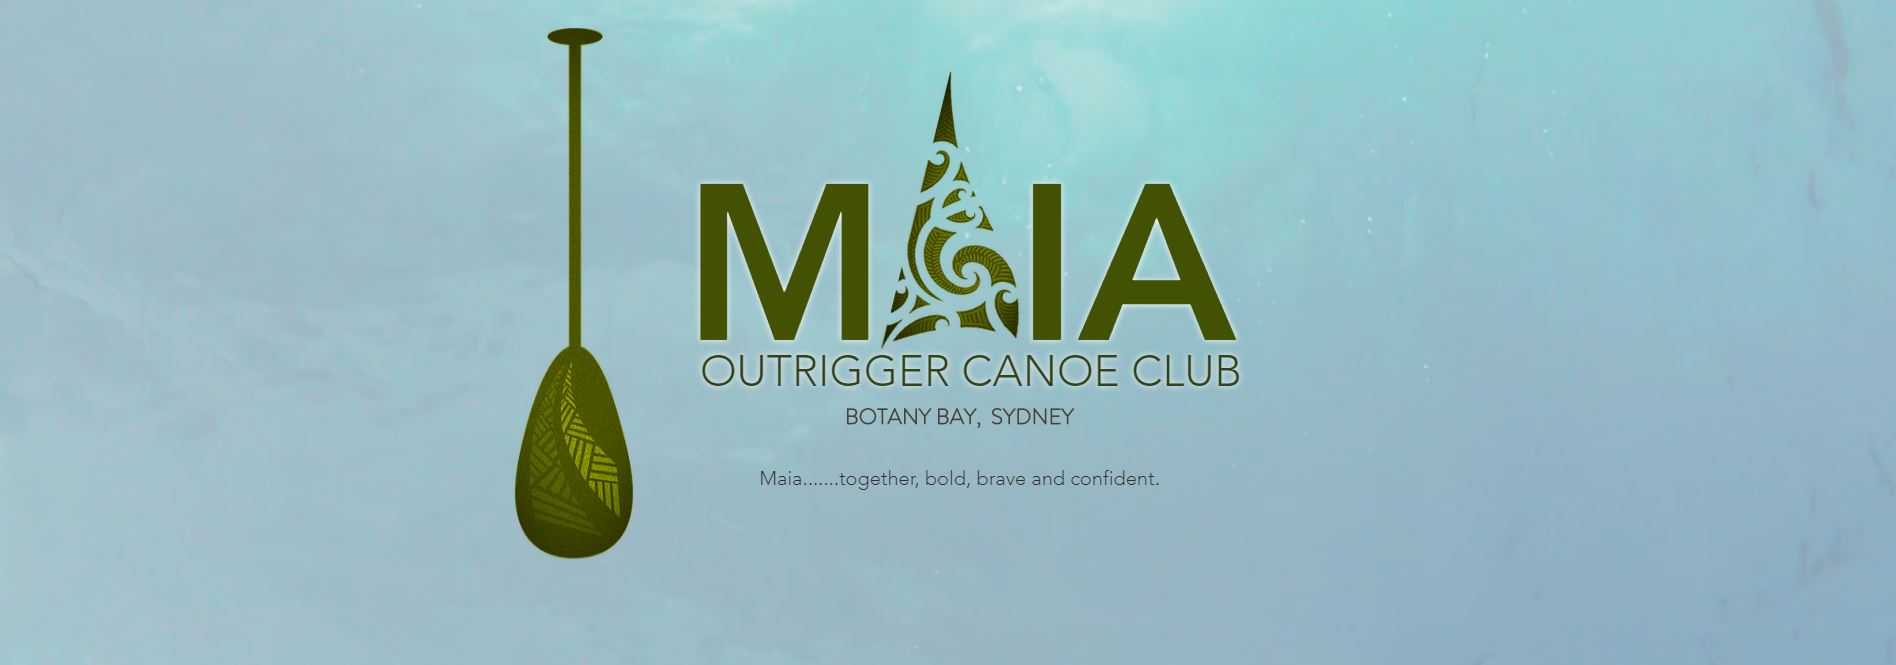 MAIA
OUTRIGGER CANOE CLUB
BOTANY BAY, SYDNEY
Maia.......together, bold, brave and confident.